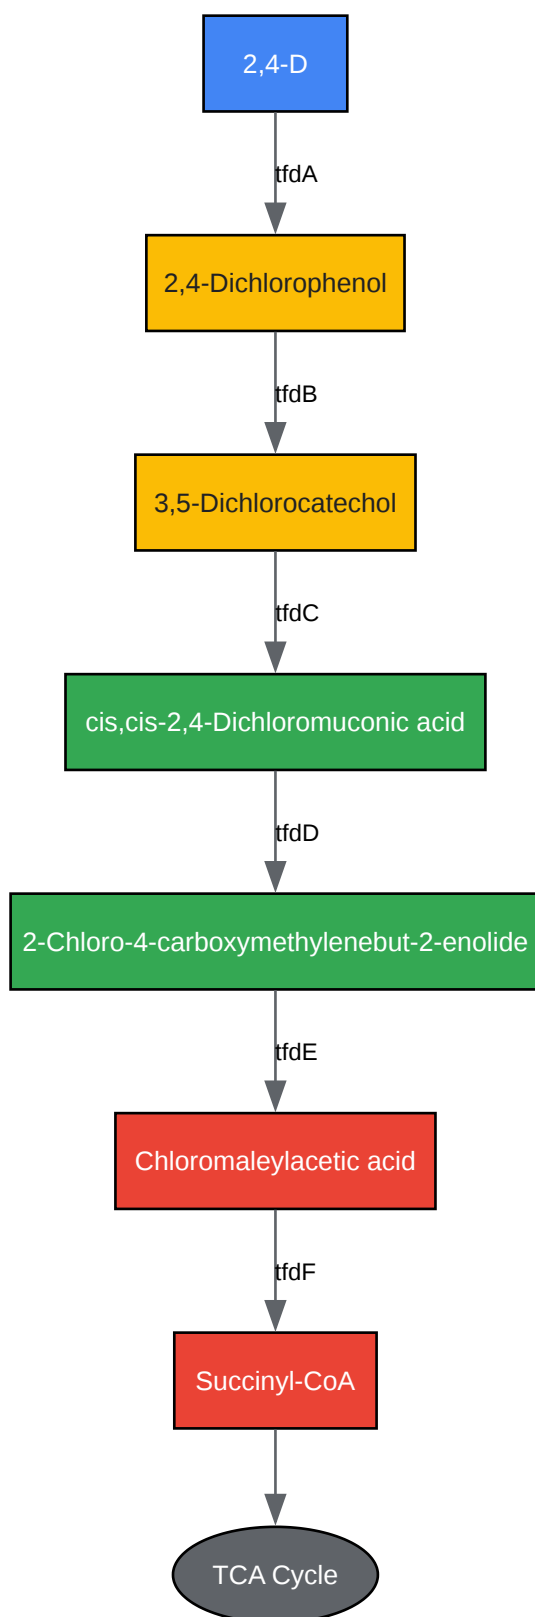 2,4-D
tfdA
2,4-Dichlorophenol
tfdB
3,5-Dichlorocatechol
tfdC
cis,cis-2,4-Dichloromuconic acid
tfdD
2-Chloro-4-carboxymethylenebut-2-enolide
tfdE
Chloromaleylacetic acid
tfdF
Succinyl-CoA
TCA Cycle